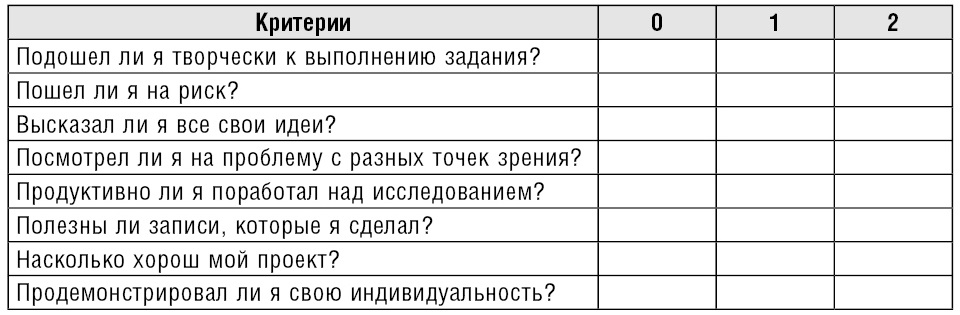 Критерии 0 1 2
Подошел ли я творчески к выполнению задания?
Пошел ли я на риск?
Высказал ли я все свои идеи?
Посмотрел ли я на проблему с разных точек зрения?
Продуктивно ли я поработал над исследованием?
Полезны ли записи, которые я сделал?
Насколько хорош мой проект?
Продемонстрировал ли я свою индивидуальность?